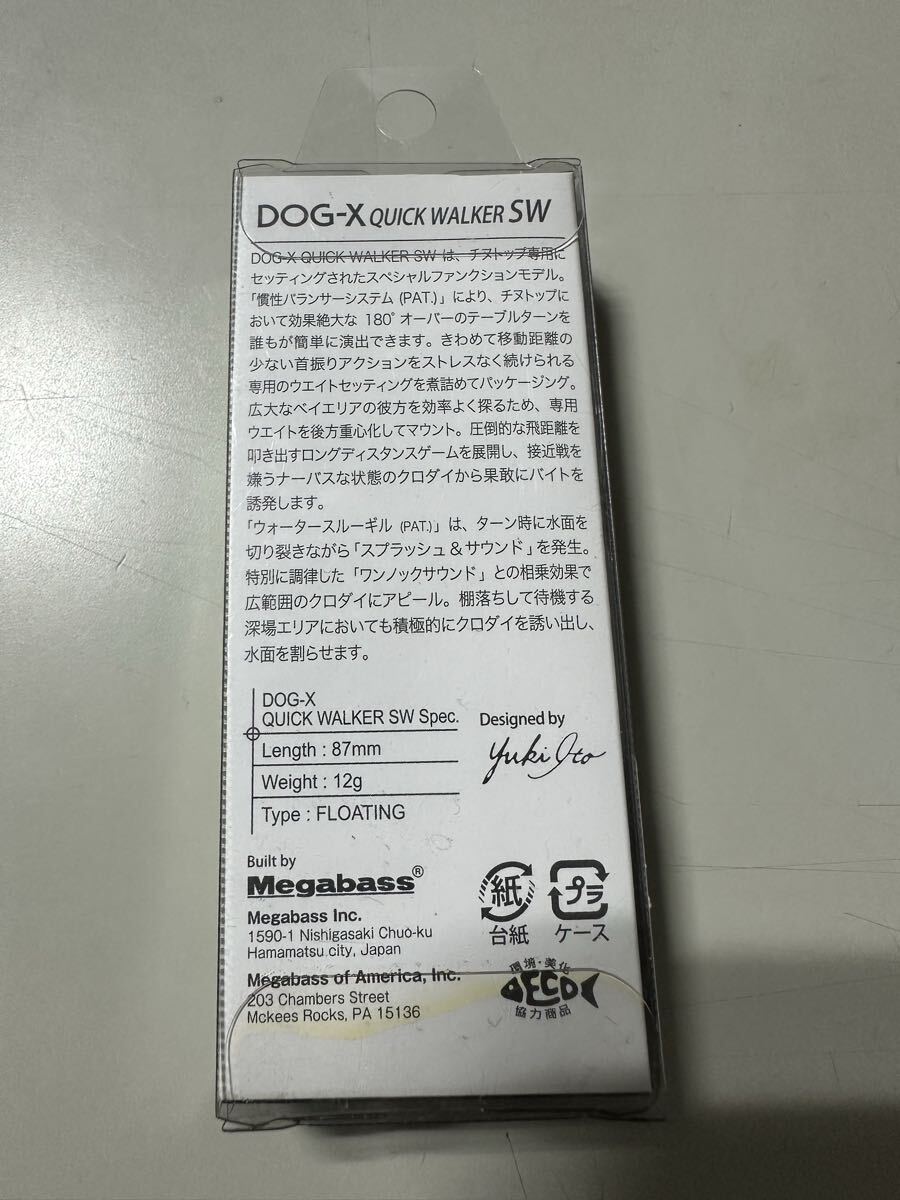 DOG-X QUICK WALKER SW
DOG-X QUICK WALKER SW は、チヌトップ専用に
セッティングされたスペシャルファンクションモデル。
「慣性バランサーシステム (PAT.)」により、チヌトップに
おいて効果絶大な 180°オーバーのテーブルターンを
誰もが簡単に演出できます。きわめて移動距離の
少ない首振りアクションをストレスなく続けられる
専用のウエイトセッティングを煮詰めてパッケージング。
広大なベイエリアの彼方を効率よく探るため、専用
ウエイトを後方重心化してマウント。圧倒的な飛距離を
叩き出すロングディスタンスゲームを展開し、接近戦を
嫌うナーバスな状態のクロダイから果敢にバイトを
誘発します。
「ウォータースルーギル (PAT.)」は、ターン時に水面を
切り裂きながら「スプラッシュ&サウンド」を発生。
特別に調律した「ワンノックサウンド」との相乗効果で
広範囲のクロダイにアピール。棚落ちして待機する
深場エリアにおいても積極的にクロダイを誘い出し、
水面を割らせます。
DOG-X
QUICK WALKER SW Spec.
Length : 87mm
Weight : 12g
Type : FLOATING
Designed by
Yuki Ito
Built by
Megabass®
Megabass Inc.
1590-1 Nishigasaki Chuo-ku
Hamamatsu city, Japan
Megabass of America, Inc.
203 Chambers Street
Mckees Rocks, PA 15136
紙
台紙
プラ
ケース
環境・美化
ECO
協力商品